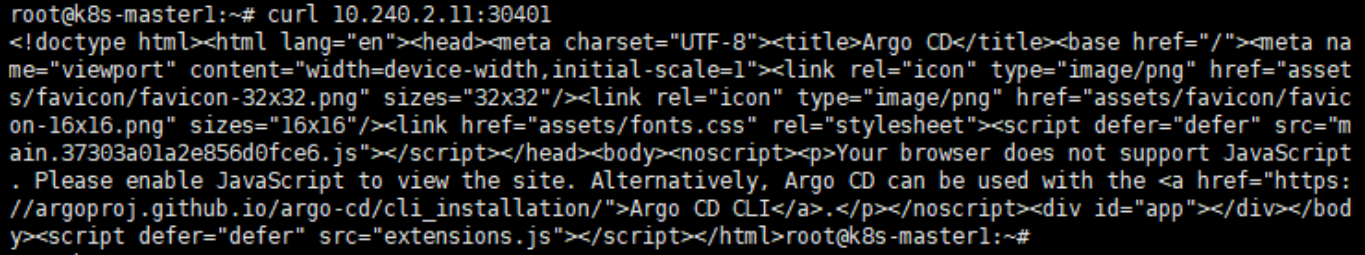 root@k8s-master1:~# curl 10.240.2.11:30401
<!doctype html><html lang="en"><head><meta charset="UTF-8"><title>Argo CD</title><base href="/"><meta na
me="viewport" content="width=device-width,initial-scale=1"><link rel="icon" type="image/png" href="asset
s/favicon/favicon-32x32.png" sizes="32x32"/><link rel="icon" type="image/png" href="assets/favicon/favic
on-16x16.png" sizes="16x16"/><link href="assets/fonts.css" rel="stylesheet"><script defer="defer" src="m
ain.37303a01a2e856d0fce6.js"></script></head><body><noscript><p>Your browser does not support JavaScript
. Please enable JavaScript to view the site. Alternatively, Argo CD can be used with the <a href="https:
//argoproj.github.io/argo-cd/cli_installation/">Argo CD CLI</a>.</p></noscript><div id="app"></div></bod
y><script defer="defer" src="extensions.js"></script></html>root@k8s-master1:~#